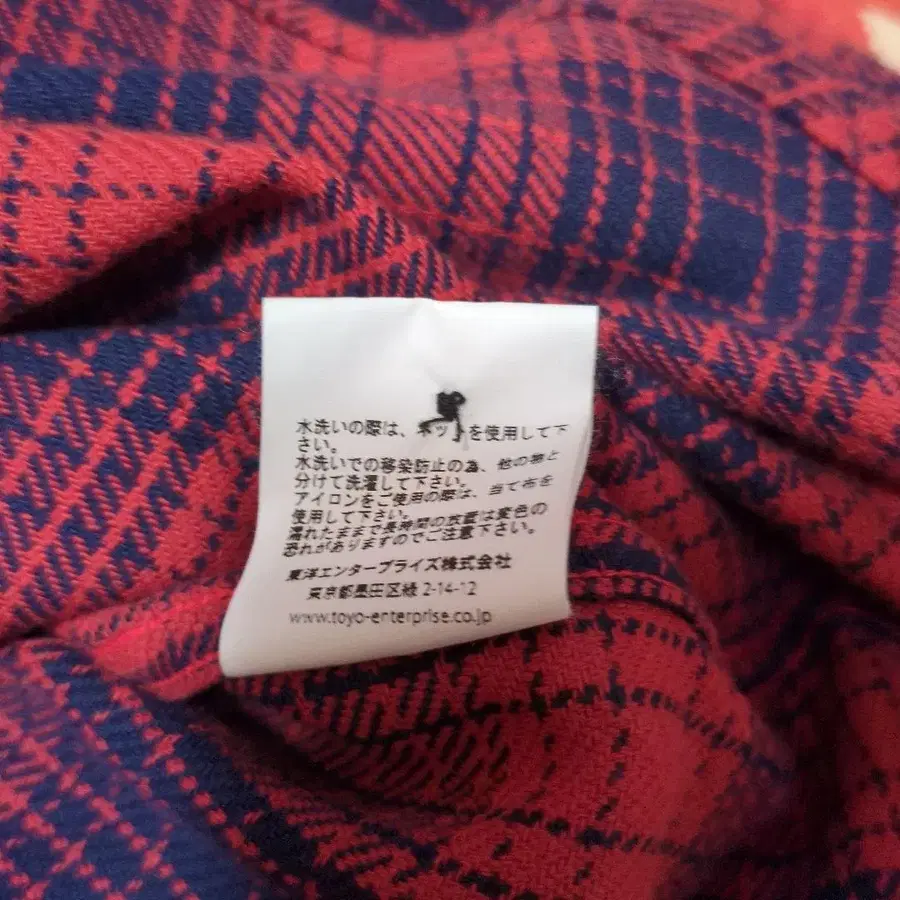 水洗いの際は、ネットを使用して下
さい。
水洗いでの移染防止の為、他の物と
分けて洗濯して下さい。
アイロンをご使用の際は、当て布を
使用して下さい。
濡れたままで長時間の放置は変色の
恐れがありますのでご注意下さい。
東洋エンタープライズ株式会社
東京都墨田区緑 2-14-12
www.toyo-enterprise.co.jp